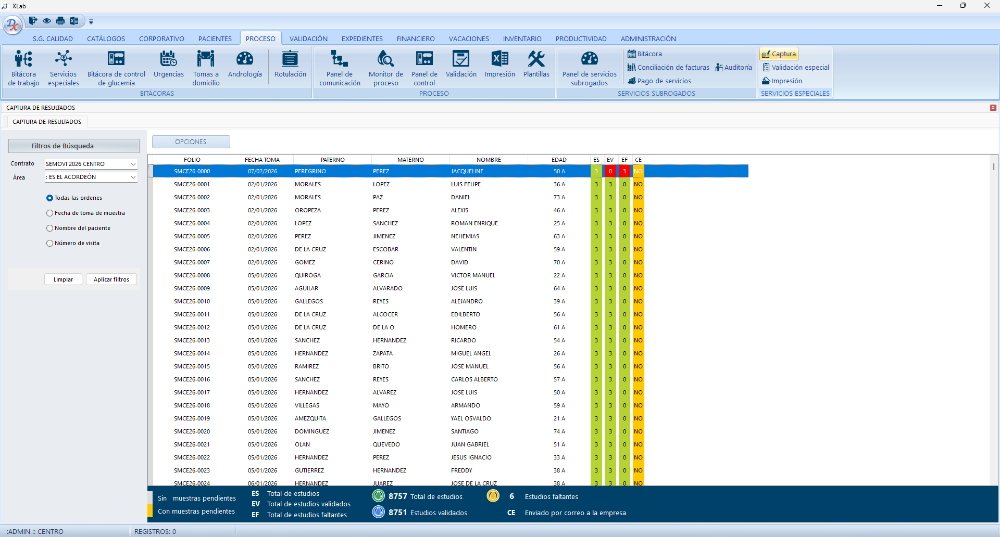 XLab
S.G. CALIDAD CATÁLOGOS CORPORATIVO PACIENTES PROCESO VALIDACIÓN EXPEDIENTES FINANCIERO VACACIONES INVENTARIO PRODUCTIVIDAD ADMINISTRACIÓN
Bitácora de trabajo
Servicios especiales
Bitácora de control de glucemia
Urgencias
Tomas a domicilio
Andrología
Rotulación
BITÁCORAS
Panel de comunicación
Monitor de proceso
Panel de control
Validación
Impresión
Plantillas
PROCESO
Panel de servicios subrogados
Bitácora
Conciliación de facturas
Auditoría
Pago de servicios
SERVICIOS SUBROGADOS
Captura
Validación especial
Impresión
SERVICIOS ESPECIALES
CAPTURA DE RESULTADOS
CAPTURA DE RESULTADOS
Filtros de Búsqueda
Contrato SEMOVI 2026 CENTRO
Área : ES EL ACORDEÓN
Todas las ordenes
Fecha de toma de muestra
Nombre del paciente
Número de visita
Limpiar Aplicar filtros
OPCIONES
FOLIO FECHA TOMA PATERNO MATERNO NOMBRE EDAD ES EV EF CE
SMCE26-0000 07/02/2026 PEREGRINO PEREZ JACQUELINE 50 A 3 0 3 NO
SMCE26-0001 02/01/2026 MORALES LOPEZ LUIS FELIPE 36 A 3 3 0 NO
SMCE26-0002 02/01/2026 MORALES PAZ DANIEL 73 A 3 3 0 NO
SMCE26-0003 02/01/2026 OROPEZA PEREZ ALEXIS 46 A 3 3 0 NO
SMCE26-0004 02/01/2026 LOPEZ SANCHEZ ROMAN ENRIQUE 25 A 3 3 0 NO
SMCE26-0005 02/01/2026 PEREZ JIMENEZ NEHEMIAS 63 A 3 3 0 NO
SMCE26-0006 02/01/2026 DE LA CRUZ ESCOBAR VALENTIN 59 A 3 3 0 NO
SMCE26-0007 02/01/2026 GOMEZ CERINO DAVID 70 A 3 3 0 NO
SMCE26-0008 05/01/2026 QUIROGA GARCIA VICTOR MANUEL 22 A 3 3 0 NO
SMCE26-0009 05/01/2026 AGUILAR ALVARADO JOSE LUIS 64 A 3 3 0 NO
SMCE26-0010 05/01/2026 GALLEGOS REYES ALEJANDRO 39 A 3 3 0 NO
SMCE26-0011 05/01/2026 DE LA CRUZ ALCOCER EDILBERTO 56 A 3 3 0 NO
SMCE26-0012 05/01/2026 DE LA CRUZ DE LA O HOMERO 61 A 3 3 0 NO
SMCE26-0013 05/01/2026 SANCHEZ HERNANDEZ RICARDO 54 A 3 3 0 NO
SMCE26-0014 05/01/2026 HERNANDEZ ZAPATA MIGUEL ANGEL 26 A 3 3 0 NO
SMCE26-0015 05/01/2026 RAMIREZ BRITO JOSE MANUEL 56 A 3 3 0 NO
SMCE26-0016 05/01/2026 SANCHEZ REYES CARLOS ALBERTO 57 A 3 3 0 NO
SMCE26-0017 05/01/2026 HERNANDEZ ALVAREZ JOSE LUIS 50 A 3 3 0 NO
SMCE26-0018 05/01/2026 VILLEGAS MAYO ARMANDO 59 A 3 3 0 NO
SMCE26-0019 05/01/2026 AMEZQUITA GALLEGOS YAEL OSVALDO 21 A 3 3 0 NO
SMCE26-0020 05/01/2026 DOMINGUEZ JIMENEZ SANTIAGO 74 A 3 3 0 NO
SMCE26-0021 05/01/2026 OLAN QUEVEDO JUAN GABRIEL 51 A 3 3 0 NO
SMCE26-0022 05/01/2026 HERNANDEZ PEREZ JESUS IGNACIO 33 A 3 3 0 NO
SMCE26-0023 05/01/2026 GUTIERREZ HERNANDEZ FREDDY 38 A 3 3 0 NO
SMCE26-0024 06/01/2026 HERNANDEZ JUAREZ JOSE DE LA CRUZ 38 A 3 3 0 NO
Sin muestras pendientes
Con muestras pendientes
ES Total de estudios
EV Total de estudios validados
EF Total de estudios faltantes
8757 Total de estudios
8751 Estudios validados
6 Estudios faltantes
CE Enviado por correo a la empresa
:ADMIN :: CENTRO REGISTROS: 0